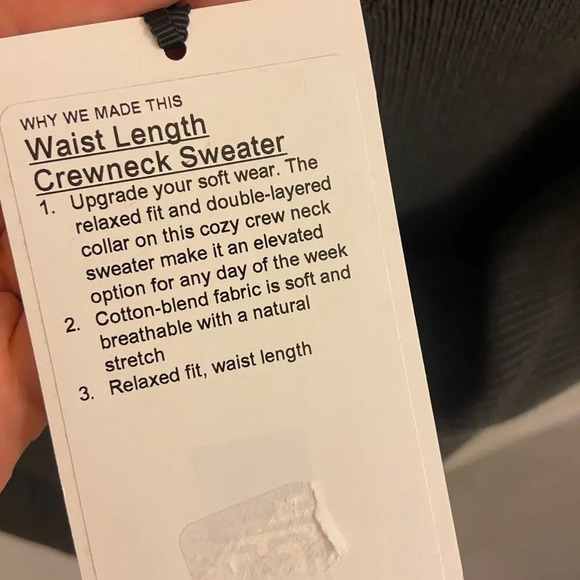 WHY WE MADE THIS
Waist Length
Crewneck Sweater
1. Upgrade your soft wear. The
relaxed fit and double-layered
collar on this cozy crew neck
sweater make it an elevated
option for any day of the week
2. Cotton-blend fabric is soft and
breathable with a natural
stretch
3. Relaxed fit, waist length